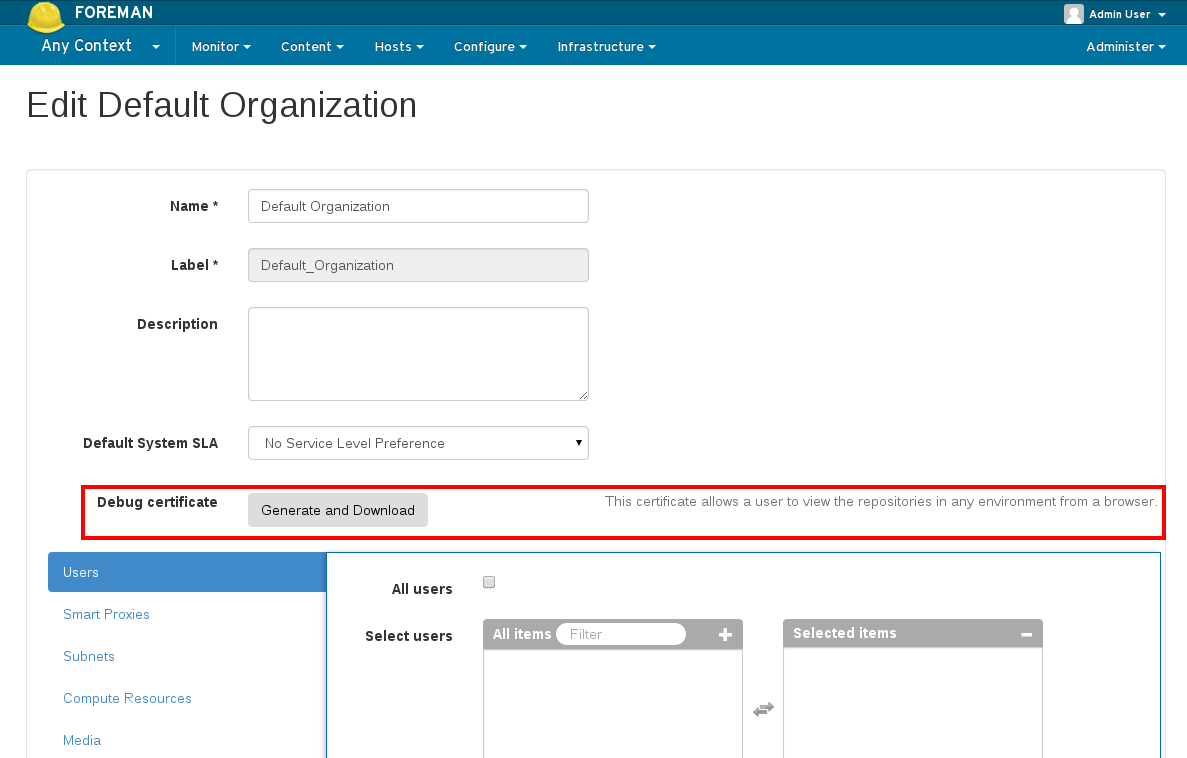 FOREMAN
Admin User
Any Context Monitor Content Hosts Configure Infrastructure Administer
Edit Default Organization
Name * Default Organization
Label * Default_Organization
Description
Default System SLA No Service Level Preference
Debug certificate Generate and Download This certificate allows a user to view the repositories in any environment from a browser.
Users
All users
Smart Proxies
Select users All items Filter Selected items
Subnets
Compute Resources
Media